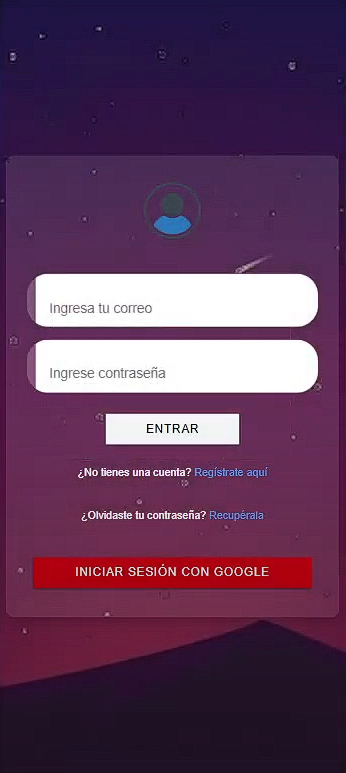 Ingresa tu correo
Ingrese contraseña
ENTRAR
¿No tienes una cuenta? Regístrate aquí
¿Olvidaste tu contraseña? Recupérala
INICIAR SESIÓN CON GOOGLE